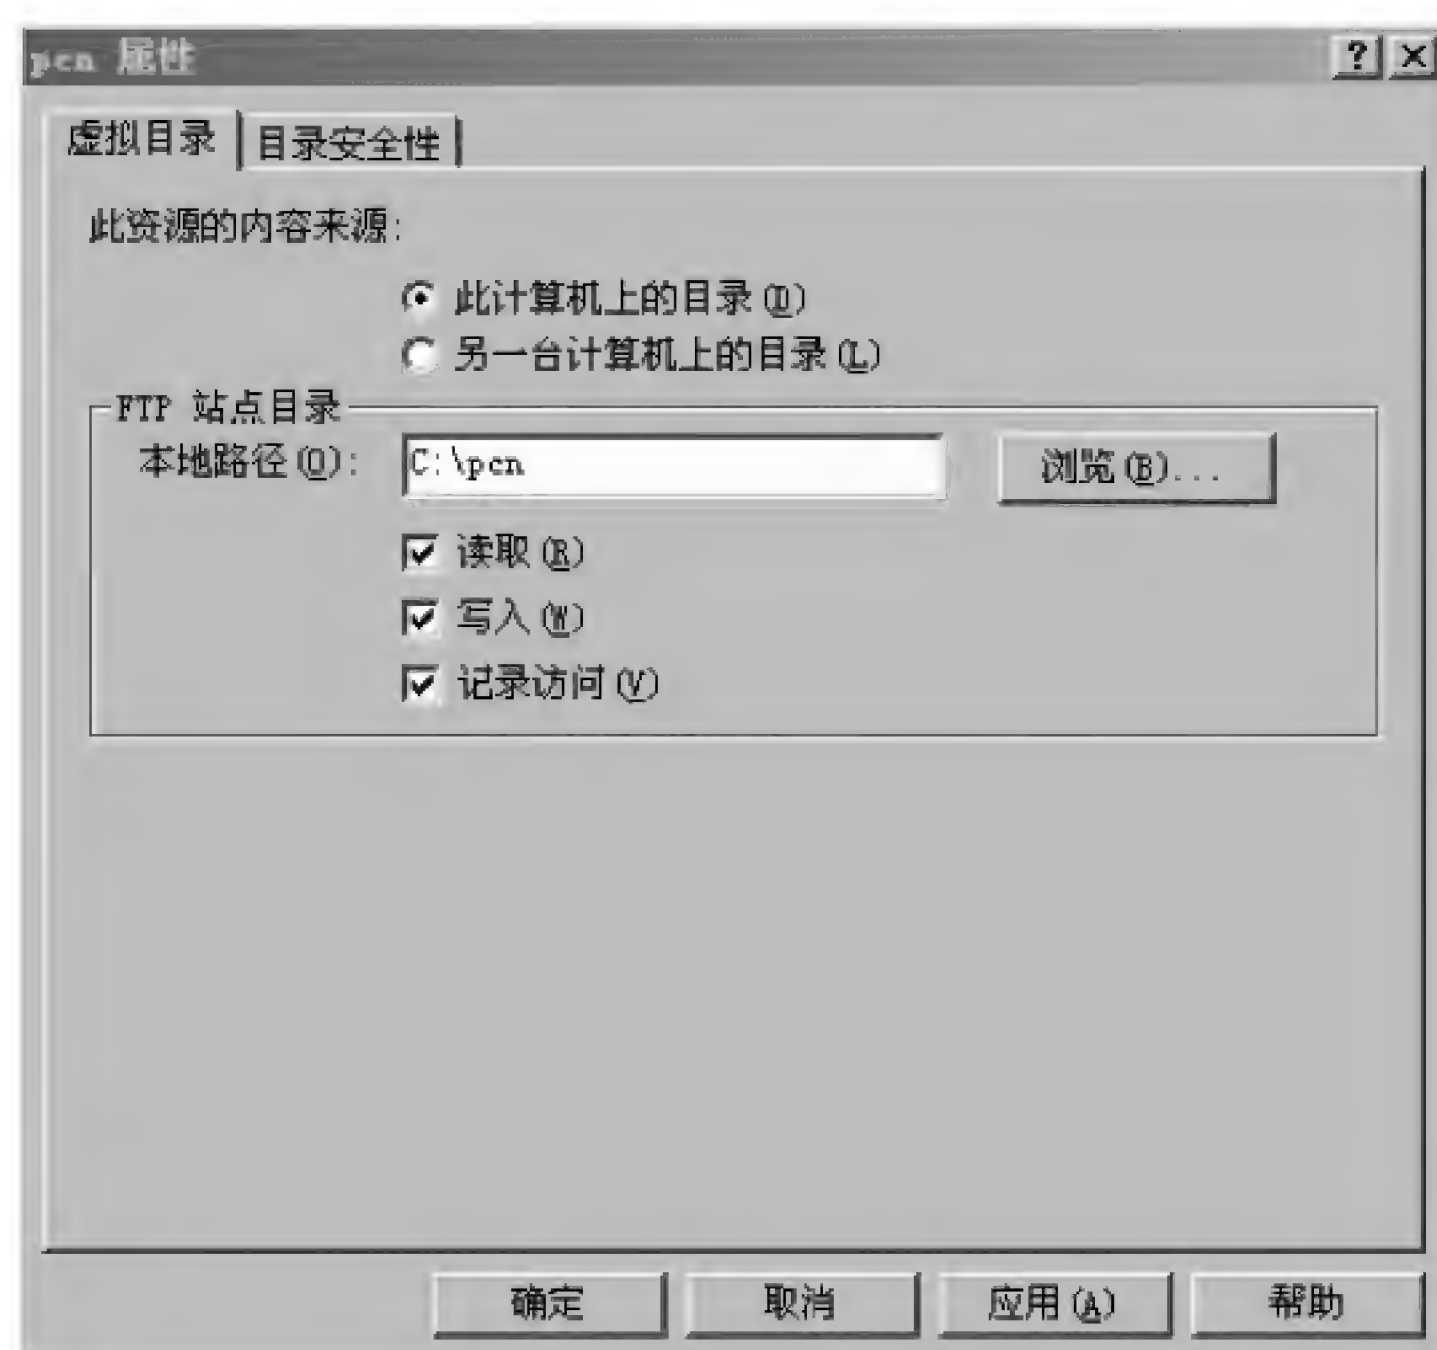 pcn 属性
虚拟目录 目录安全性
此资源的内容来源:
此计算机上的目录(D)
另一台计算机上的目录(L)
FTP 站点目录
本地路径(O): C:\pcn 浏览(B)...
读取(R)
写入(W)
记录访问(V)
确定 取消 应用(A) 帮助